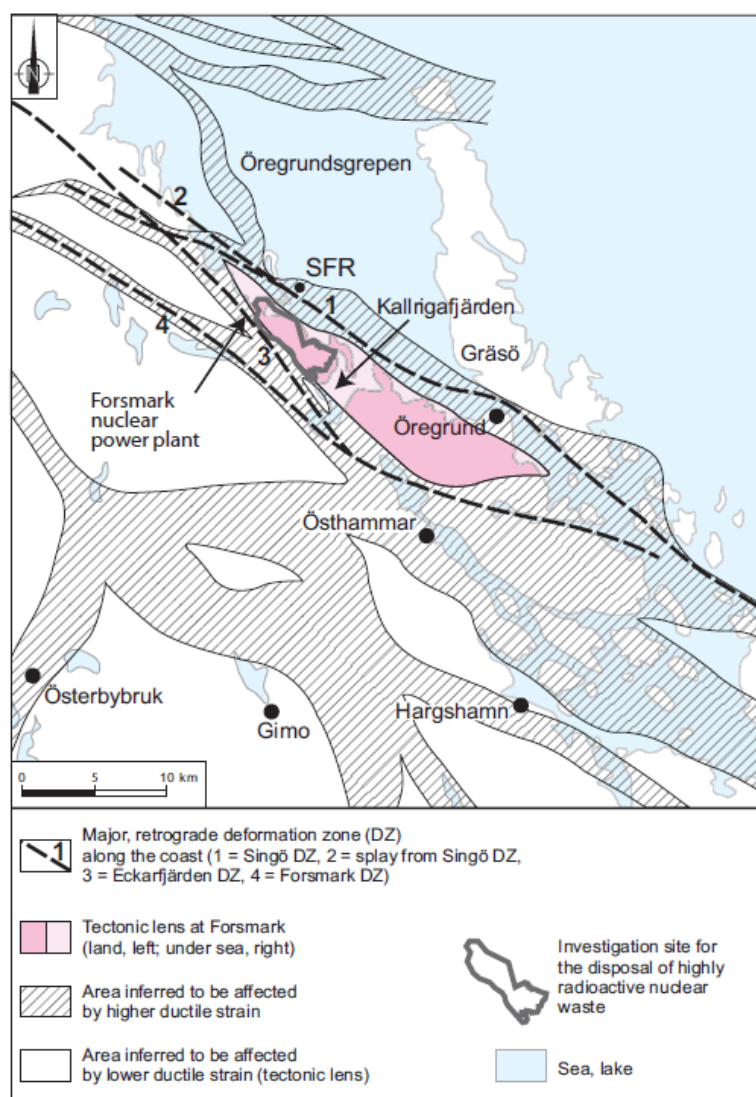 N
Öregrundsgrepen
2
SFR
1
Kallrigafjärden
Gräsö
4
3
Forsmark
nuclear
power plant
Öregrund
Östhammar
Österbybruk
Gimo
Hargshamn
0 5 10 km
1
Major, retrograde deformation zone (DZ)
along the coast (1 = Singö DZ, 2 = splay from Singö DZ,
3 = Eckarfjärden DZ, 4 = Forsmark DZ)
Tectonic lens at Forsmark
(land, left; under sea, right)
Area inferred to be affected
by higher ductile strain
Area inferred to be affected
by lower ductile strain (tectonic lens)
Investigation site for
the disposal of highly
radioactive nuclear
waste
Sea, lake